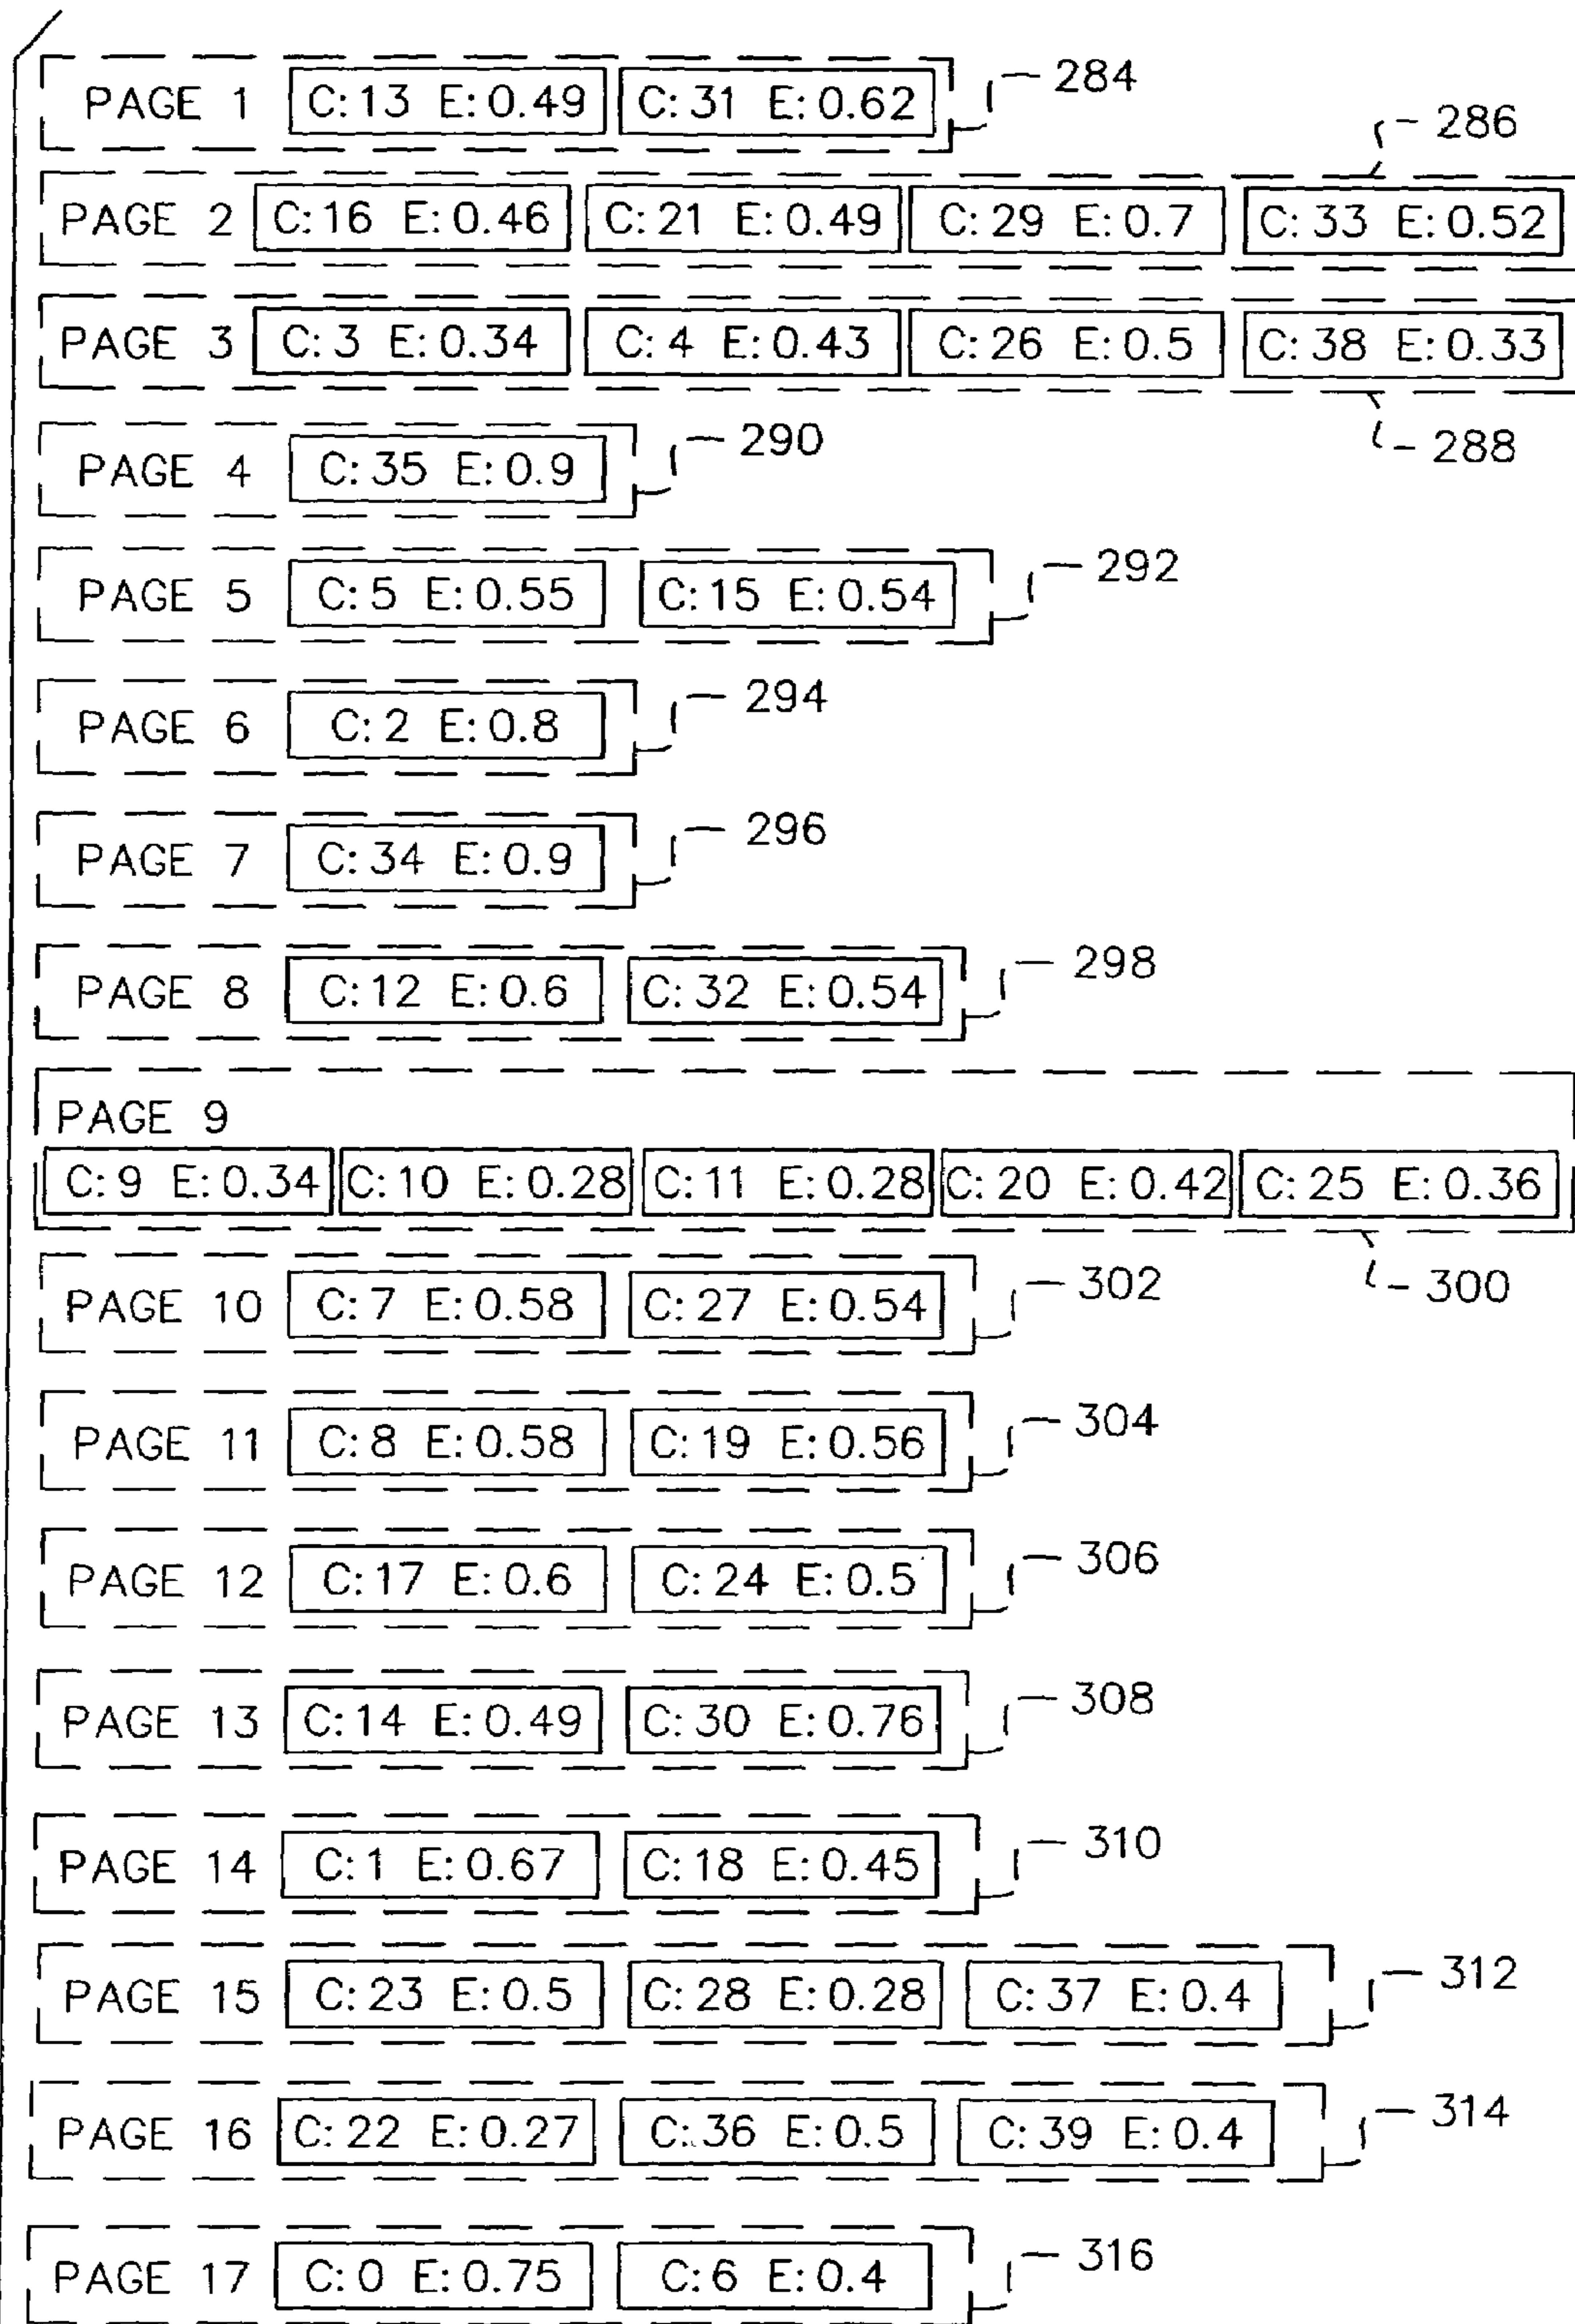 PAGE 1 C: 13 E: 0.49 C: 31 E: 0.62 284
286
PAGE 2 C: 16 E: 0.46 C: 21 E: 0.49 C: 29 E: 0.7 C: 33 E: 0.52
PAGE 3 C: 3 E: 0.34 C: 4 E: 0.43 C: 26 E: 0.5 C: 38 E: 0.33
288
PAGE 4 C: 35 E: 0.9 290
PAGE 5 C: 5 E: 0.55 C: 15 E: 0.54 292
PAGE 6 C: 2 E: 0.8 294
PAGE 7 C: 34 E: 0.9 296
PAGE 8 C: 12 E: 0.6 C: 32 E: 0.54 298
PAGE 9
C: 9 E: 0.34 C: 10 E: 0.28 C: 11 E: 0.28 C: 20 E: 0.42 C: 25 E: 0.36
300
PAGE 10 C: 7 E: 0.58 C: 27 E: 0.54 302
PAGE 11 C: 8 E: 0.58 C: 19 E: 0.56 304
PAGE 12 C: 17 E: 0.6 C: 24 E: 0.5 306
PAGE 13 C: 14 E: 0.49 C: 30 E: 0.76 308
PAGE 14 C: 1 E: 0.67 C: 18 E: 0.45 310
PAGE 15 C: 23 E: 0.5 C: 28 E: 0.28 C: 37 E: 0.4 312
PAGE 16 C: 22 E: 0.27 C: 36 E: 0.5 C: 39 E: 0.4 314
PAGE 17 C: 0 E: 0.75 C: 6 E: 0.4 316